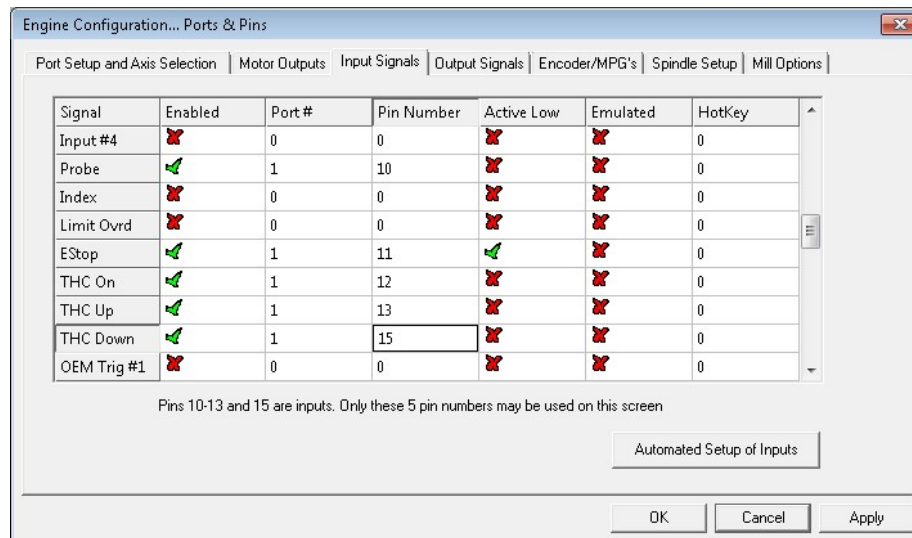 Engine Configuration... Ports & Pins
Port Setup and Axis Selection Motor Outputs Input Signals Output Signals Encoder/MPG's Spindle Setup Mill Options
Signal Enabled Port # Pin Number Active Low Emulated HotKey
Input #4 0 0 0
Probe 1 10 0
Index 0 0 0
Limit Ovrd 0 0 0
EStop 1 11 0
THC On 1 12 0
THC Up 1 13 0
THC Down 1 15 0
OEM Trig #1 0 0 0
Pins 10-13 and 15 are inputs. Only these 5 pin numbers may be used on this screen
Automated Setup of Inputs
OK Cancel Apply